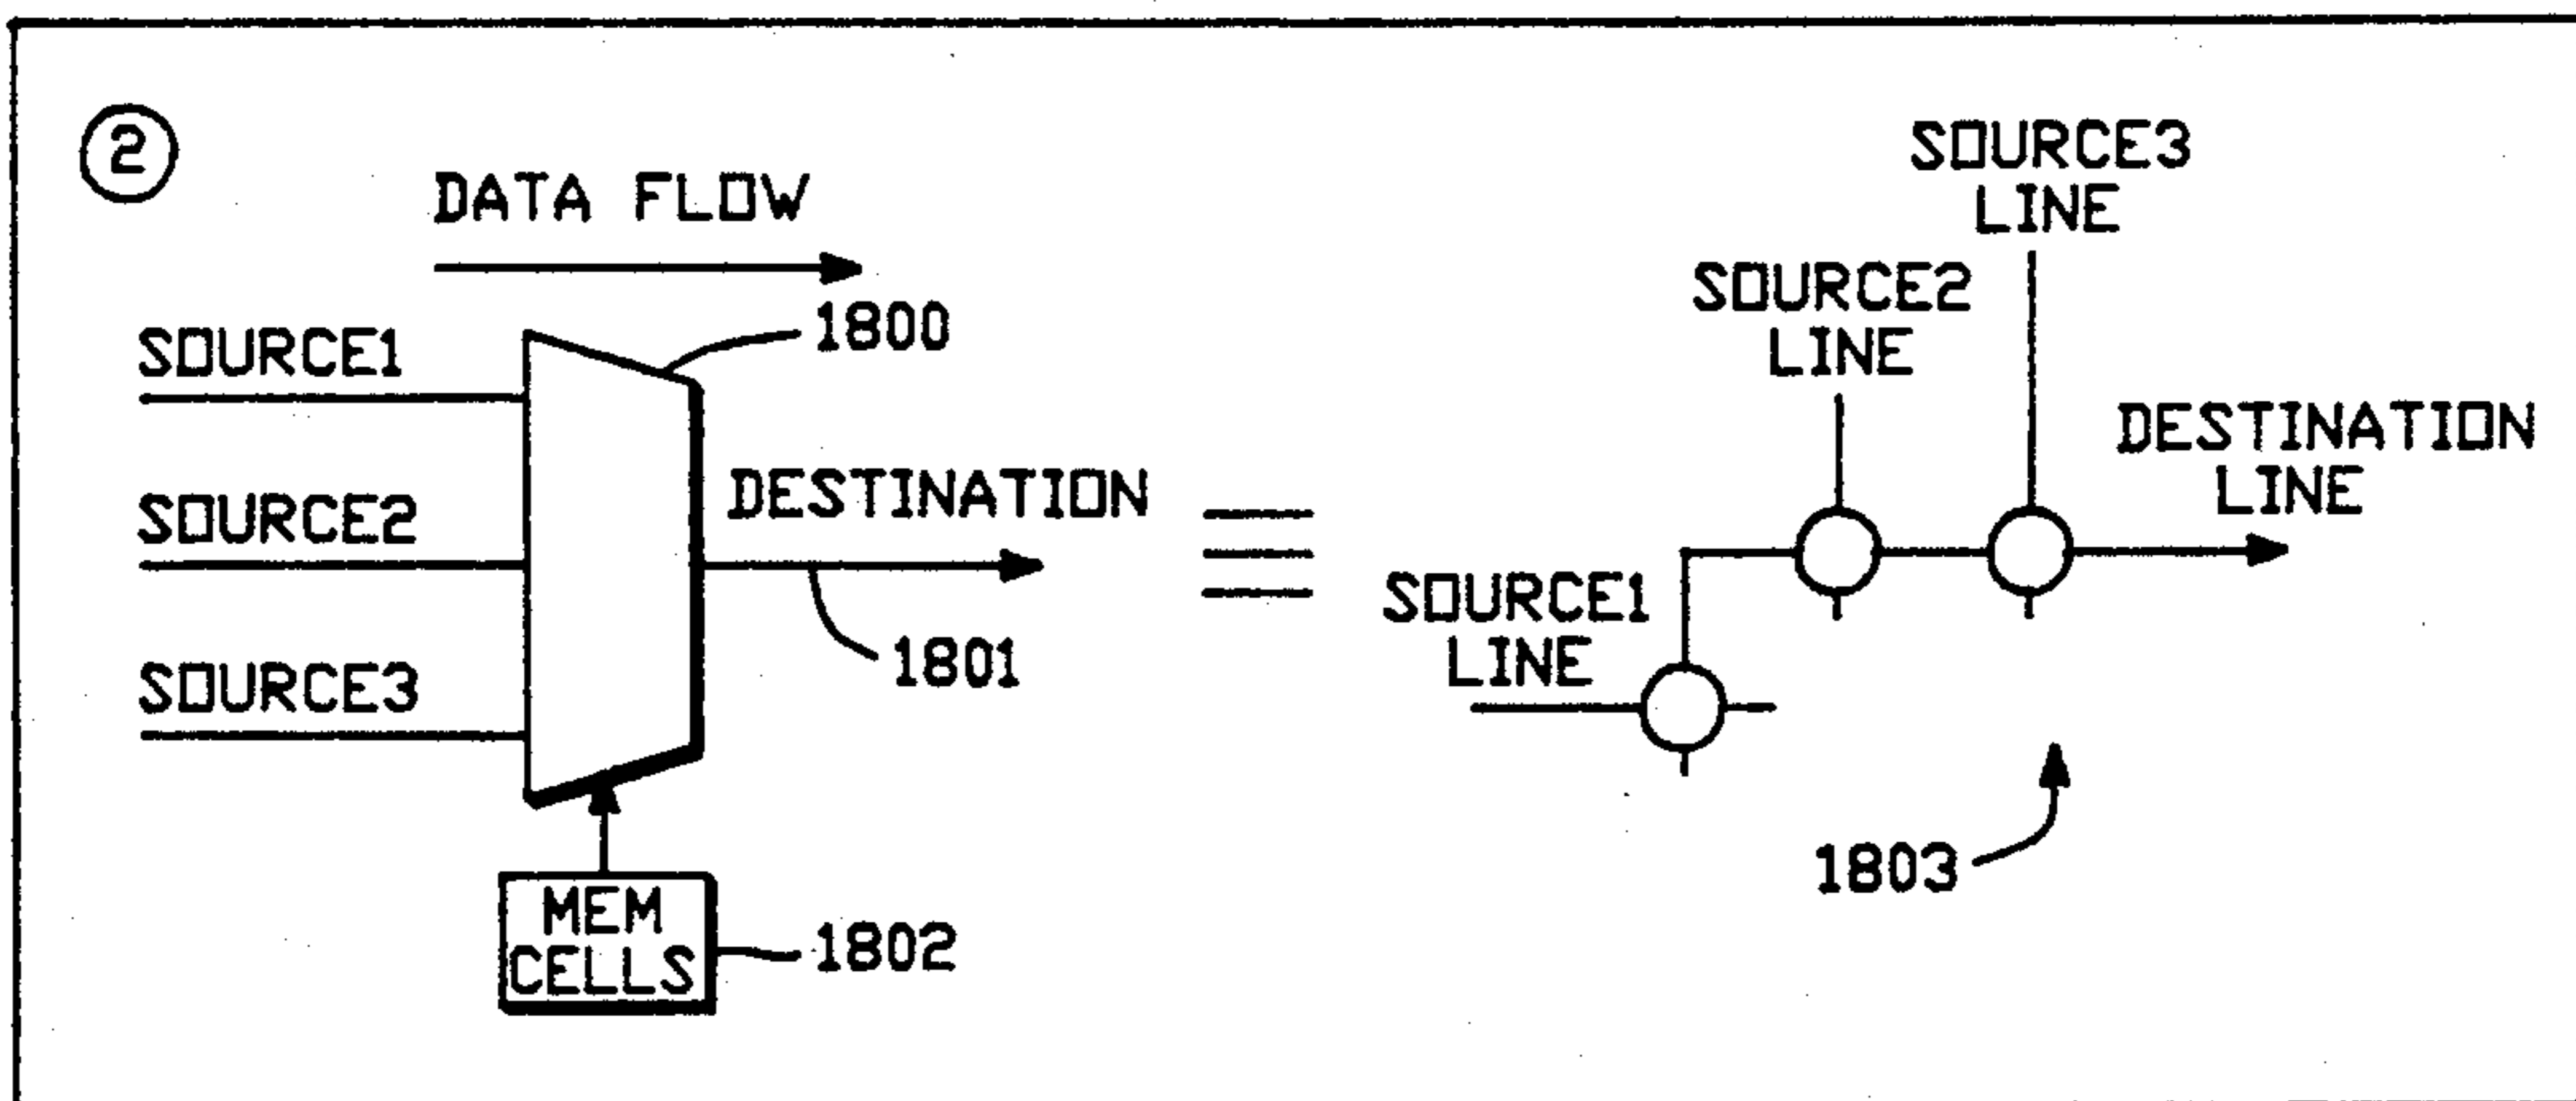 2
DATA FLOW
1800
SOURCE1
SOURCE2
SOURCE3
DESTINATION
1801
MEM
CELLS
1802
SOURCE3
LINE
SOURCE2
LINE
DESTINATION
LINE
SOURCE1
LINE
1803